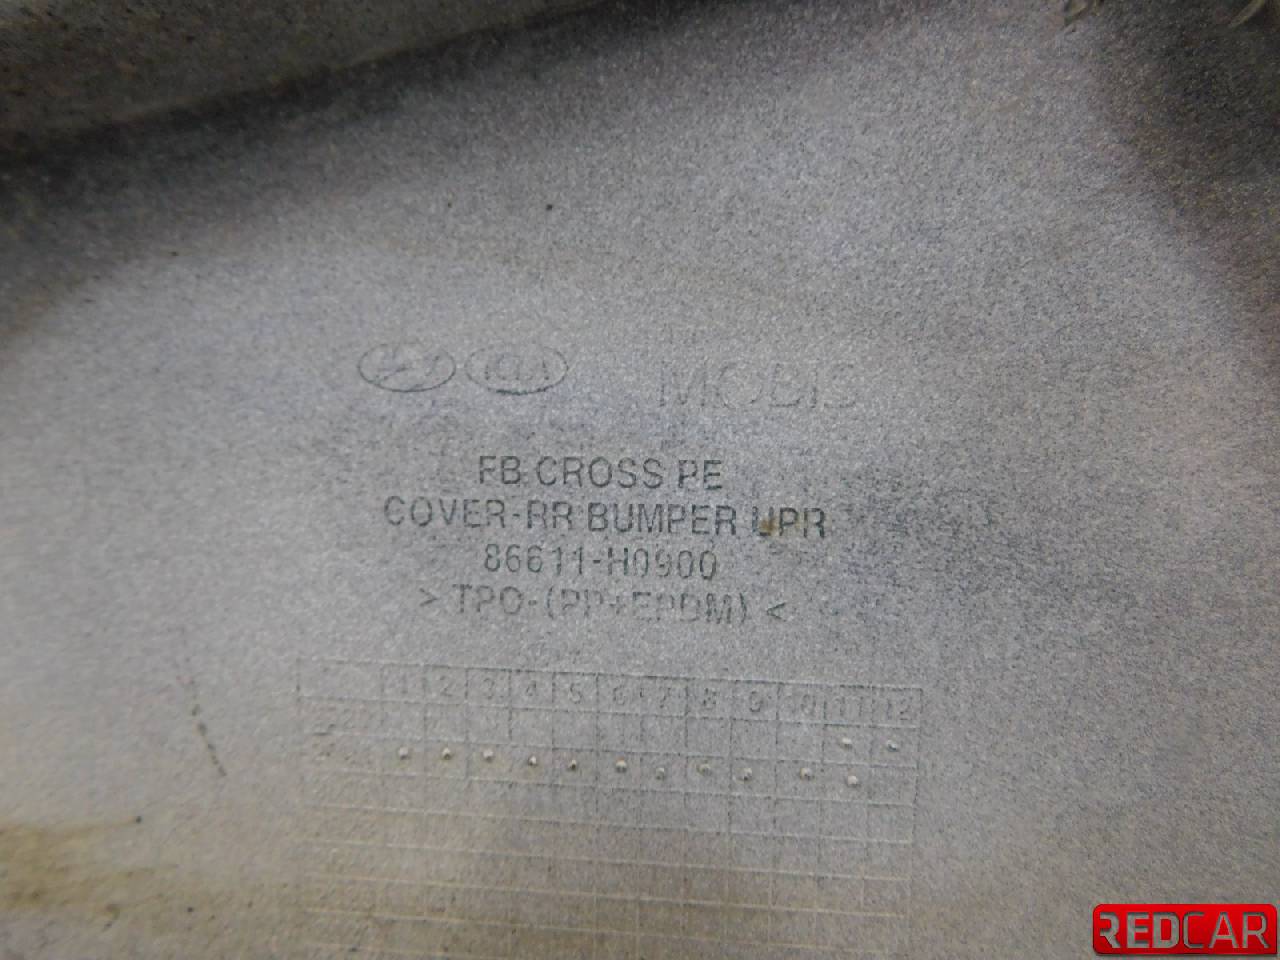 KIA MOBIS
FB CROSS PE
COVER-RR BUMPER UPR
86611-H0900
> TPO-(PP+EPDM) <
1 2 3 4 5 6 7 8 9 10 11 12
REDCAR